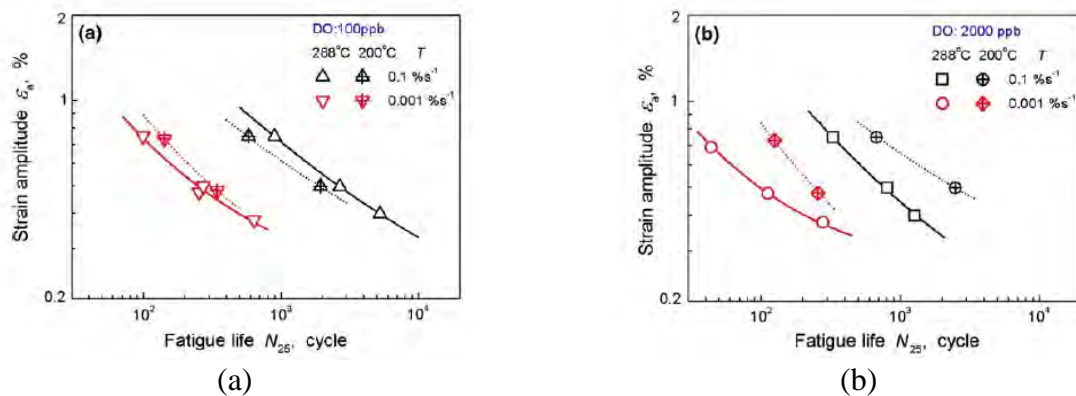 (a)
DO:100ppb
288°C 200°C T
0.1 %s⁻¹
0.001 %s⁻¹
Strain amplitude εₐ, %
2
1
0.2
10² 10³ 10⁴
Fatigue life N₂₅, cycle
(a)
(b)
DO: 2000 ppb
288°C 200°C T
0.1 %s⁻¹
0.001 %s⁻¹
Strain amplitude εₐ, %
2
1
0.2
10² 10³ 10⁴
Fatigue life N₂₅, cycle
(b)